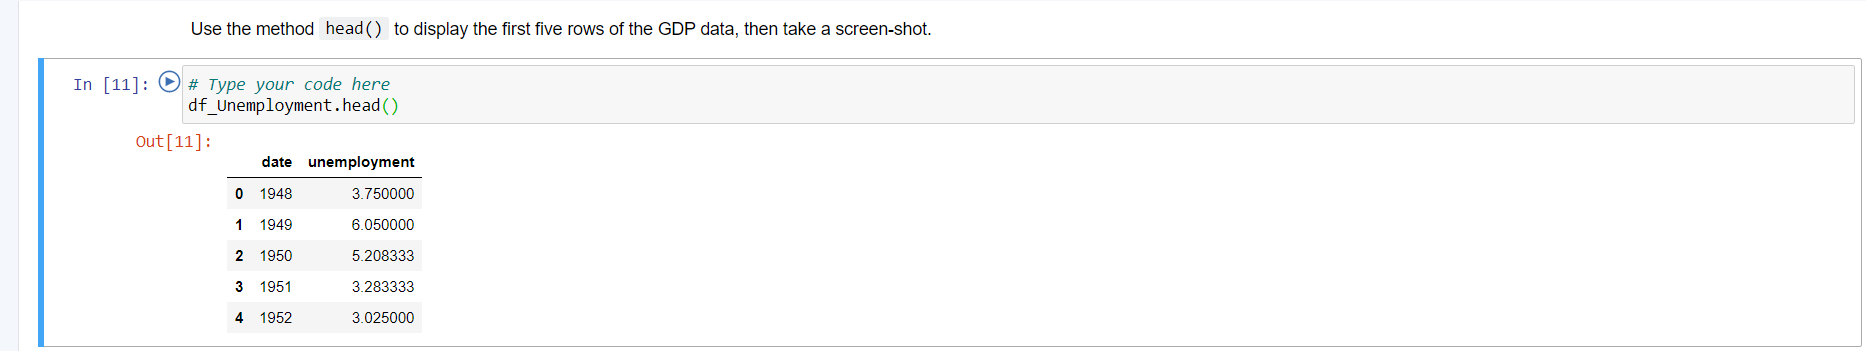 Use the method head() to display the first five rows of the GDP data, then take a screen-shot.
In [11]: # Type your code here
df_Unemployment.head()
Out[11]:
date unemployment
0 1948 3.750000
1 1949 6.050000
2 1950 5.208333
3 1951 3.283333
4 1952 3.025000